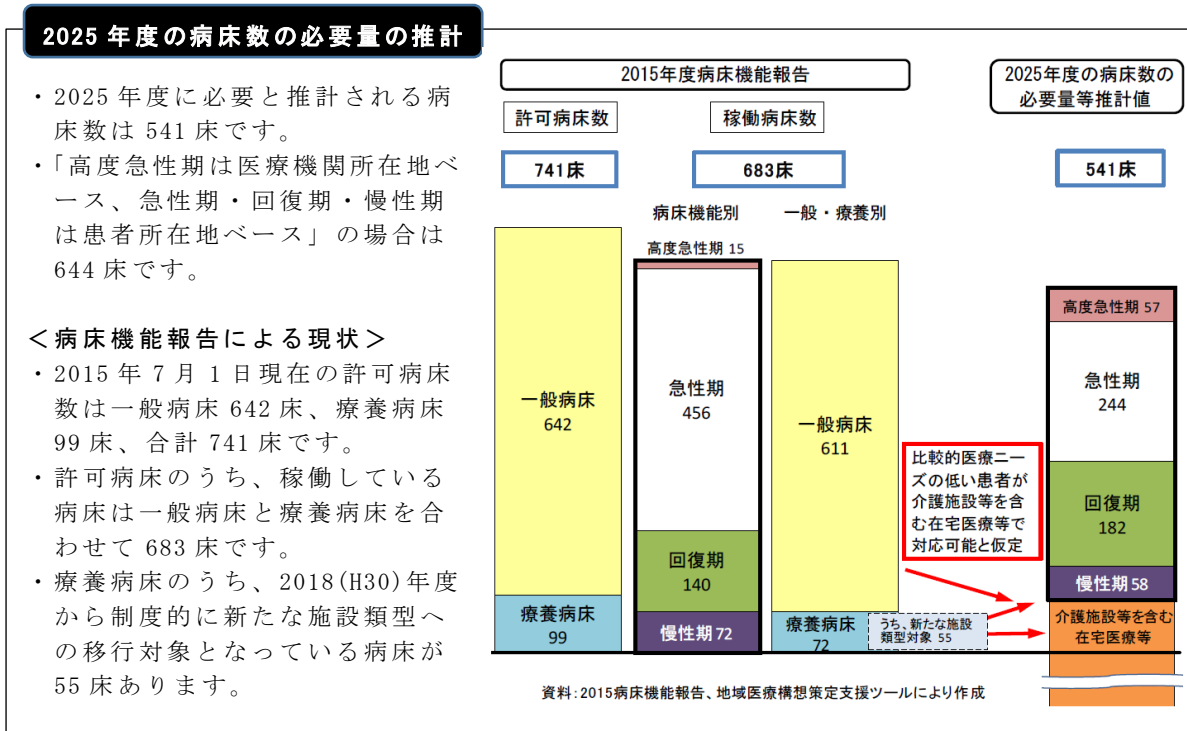 2025年度の病床数の必要量の推計
・2025年度に必要と推計される病
床数は541床です。
・「高度急性期は医療機関所在地ベ
ース、急性期・回復期・慢性期
は患者所在地ベース」の場合は
644床です。
＜病床機能報告による現状＞
・2015年7月1日現在の許可病床
数は一般病床642床、療養病床
99床、合計741床です。
・許可病床のうち、稼働している
病床は一般病床と療養病床を合
わせて683床です。
・療養病床のうち、2018(H30)年度
から制度的に新たな施設類型へ
の移行対象となっている病床が
55床あります。
2015年度病床機能報告
許可病床数
稼働病床数
741床
683床
病床機能別
一般・療養別
高度急性期 15
一般病床
642
療養病床
99
急性期
456
回復期
140
慢性期 72
一般病床
611
療養病床
72
うち、新たな施設
類型対象 55
比較的医療ニー
ズの低い患者が
介護施設等を含
む在宅医療等で
対応可能と仮定
2025年度の病床数の
必要量等推計値
541床
高度急性期 57
急性期
244
回復期
182
慢性期 58
介護施設等を含む
在宅医療等
資料：2015病床機能報告、地域医療構想策定支援ツールにより作成